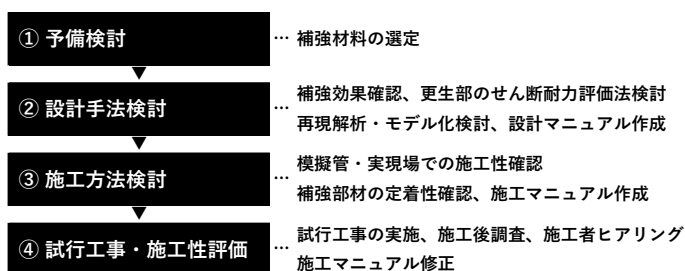 ① 予備検討
… 補強材料の選定
② 設計手法検討
… 補強効果確認、更生部のせん断耐力評価法検討
再現解析・モデル化検討、設計マニュアル作成
③ 施工方法検討
… 模擬管・実現場での施工性確認
補強部材の定着性確認、施工マニュアル作成
④ 試行工事・施工性評価
… 試行工事の実施、施工後調査、施工者ヒアリング
施工マニュアル修正